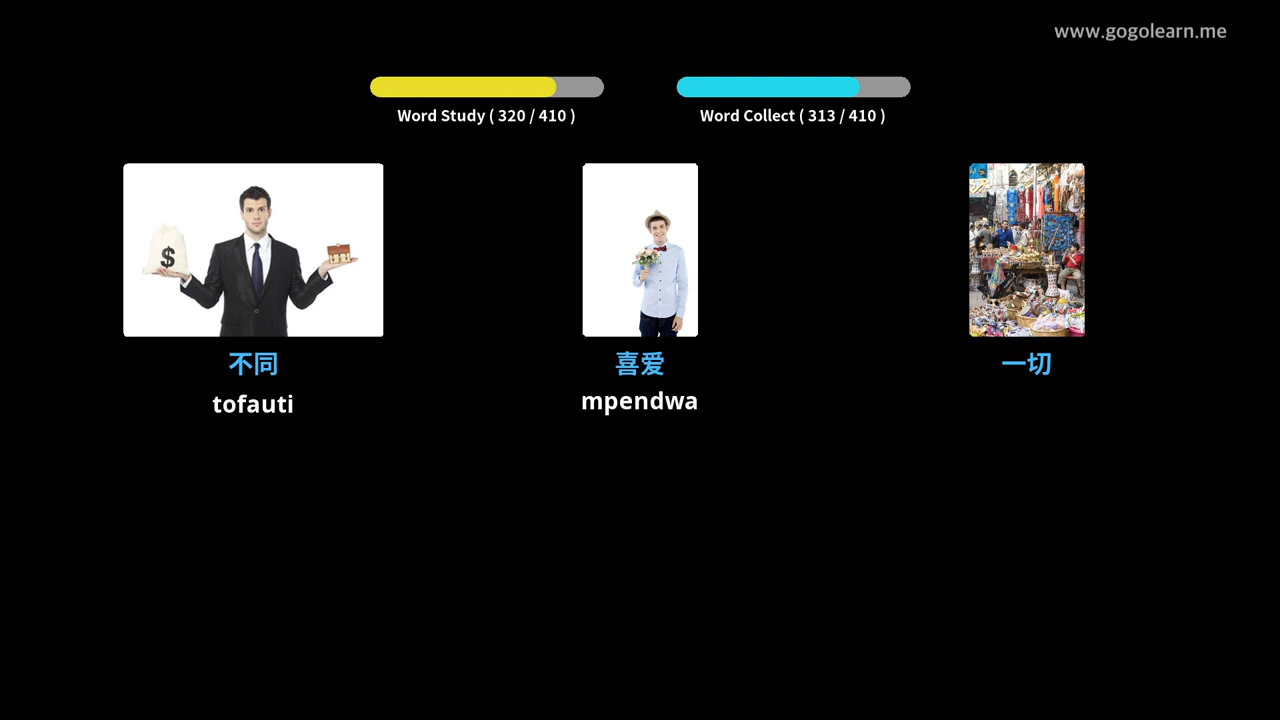 www.gogolearn.me
Word Study ( 320 / 410 )
Word Collect ( 313 / 410 )
$
不同
喜爱
一切
tofauti
mpendwa